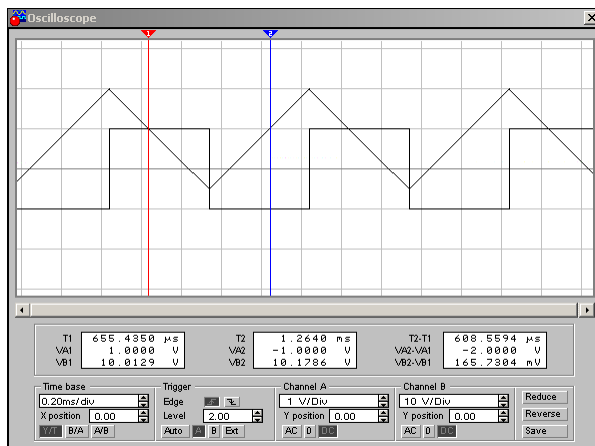 Oscilloscope
1 2
T1 655.4350 µs T2 1.2640 ms T2-T1 608.5594 µs
VA1 1.0000 V VA2 -1.0000 V VA2-VA1 -2.0000 V
VB1 10.0129 V VB2 10.1786 V VB2-VB1 165.7304 mV
Time base Trigger Channel A Channel B
0.20ms/div Edge 1 V/Div 10 V/Div Reduce
X position 0.00 Level 2.00 Y position 0.00 Y position 0.00 Reverse
Y/T B/A A/B Auto A B Ext AC 0 DC AC 0 DC Save